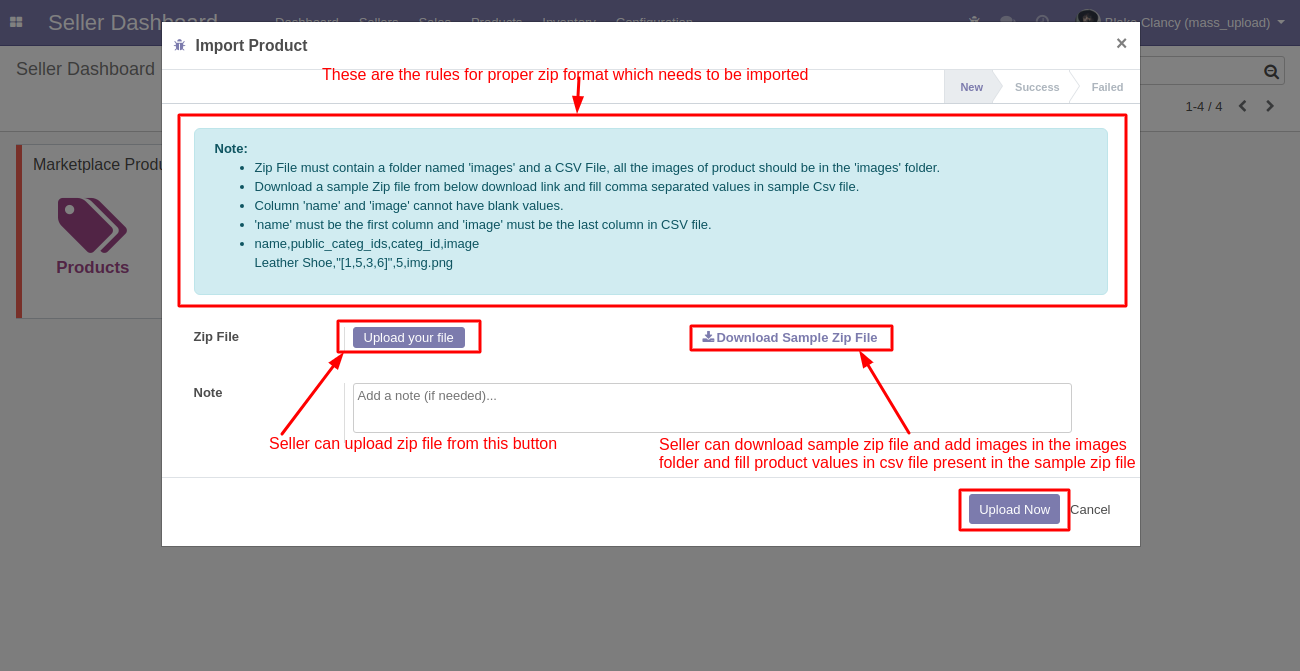 Seller Dashboard
Dashboard Sellers Sales Products Inventory Configuration
Blake Clancy (mass_upload)
Import Product
×
Seller Dashboard
These are the rules for proper zip format which needs to be imported
New Success Failed
1-4 / 4
Note:
Zip File must contain a folder named 'images' and a CSV File, all the images of product should be in the 'images' folder.
Download a sample Zip file from below download link and fill comma separated values in sample Csv file.
Column 'name' and 'image' cannot have blank values.
'name' must be the first column and 'image' must be the last column in CSV file.
name,public_categ_ids,categ_id,image
Leather Shoe,"[1,5,3,6]",5,img.png
Marketplace Produ
Products
Zip File
Upload your file
Download Sample Zip File
Note
Add a note (if needed)...
Seller can upload zip file from this button
Seller can download sample zip file and add images in the images
folder and fill product values in csv file present in the sample zip file
Upload Now
Cancel